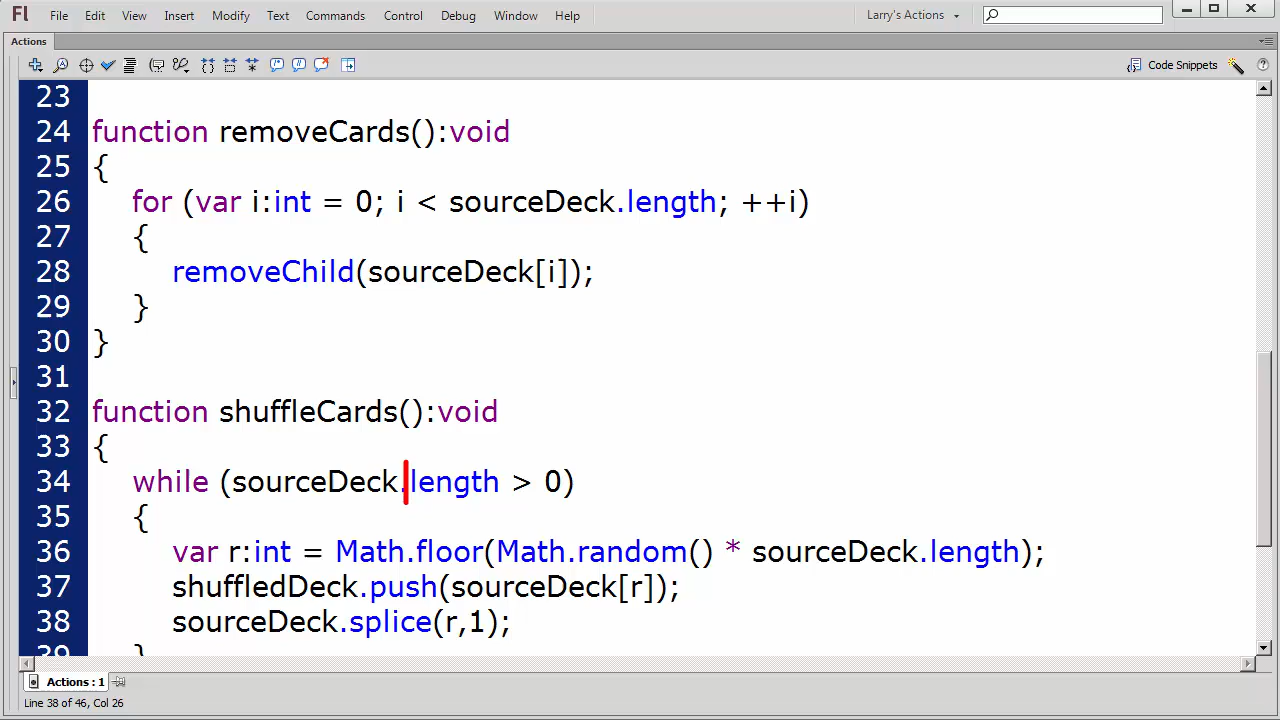 Fl File Edit View Insert Modify Text Commands Control Debug Window Help Larry's Actions
Actions
Code Snippets
23
24 function removeCards():void
25 {
26 for (var i:int = 0; i < sourceDeck.length; ++i)
27 {
28 removeChild(sourceDeck[i]);
29 }
30 }
31
32 function shuffleCards():void
33 {
34 while (sourceDeck.length > 0)
35 {
36 var r:int = Math.floor(Math.random() * sourceDeck.length);
37 shuffledDeck.push(sourceDeck[r]);
38 sourceDeck.splice(r,1);
39 }
Actions : 1
Line 38 of 46, Col 26